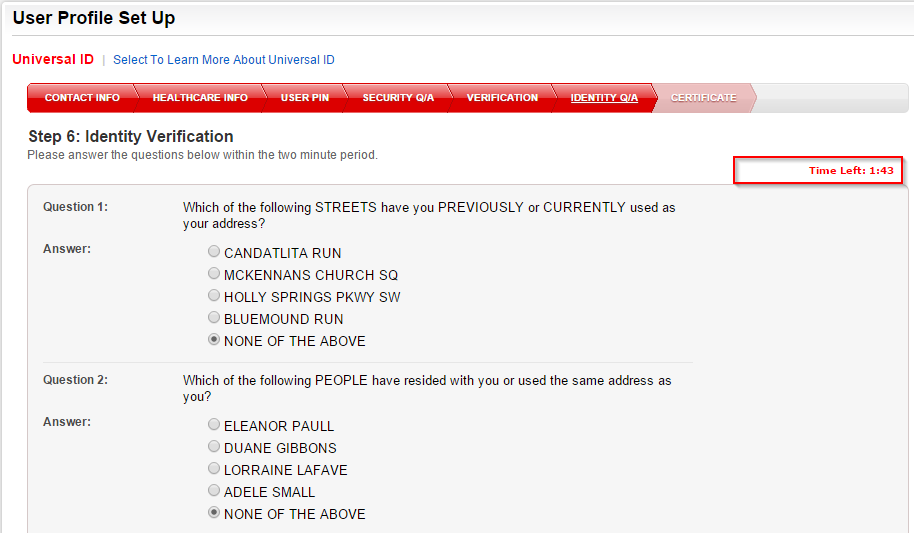 User Profile Set Up
Universal ID | Select To Learn More About Universal ID
CONTACT INFO HEALTHCARE INFO USER PIN SECURITY Q/A VERIFICATION IDENTITY Q/A CERTIFICATE
Step 6: Identity Verification
Please answer the questions below within the two minute period.
Time Left: 1:43
Question 1: Which of the following STREETS have you PREVIOUSLY or CURRENTLY used as
your address?
Answer:
CANDATLITA RUN
MCKENNANS CHURCH SQ
HOLLY SPRINGS PKWY SW
BLUEMOUND RUN
NONE OF THE ABOVE
Question 2: Which of the following PEOPLE have resided with you or used the same address as
you?
Answer:
ELEANOR PAULL
DUANE GIBBONS
LORRAINE LAFAVE
ADELE SMALL
NONE OF THE ABOVE